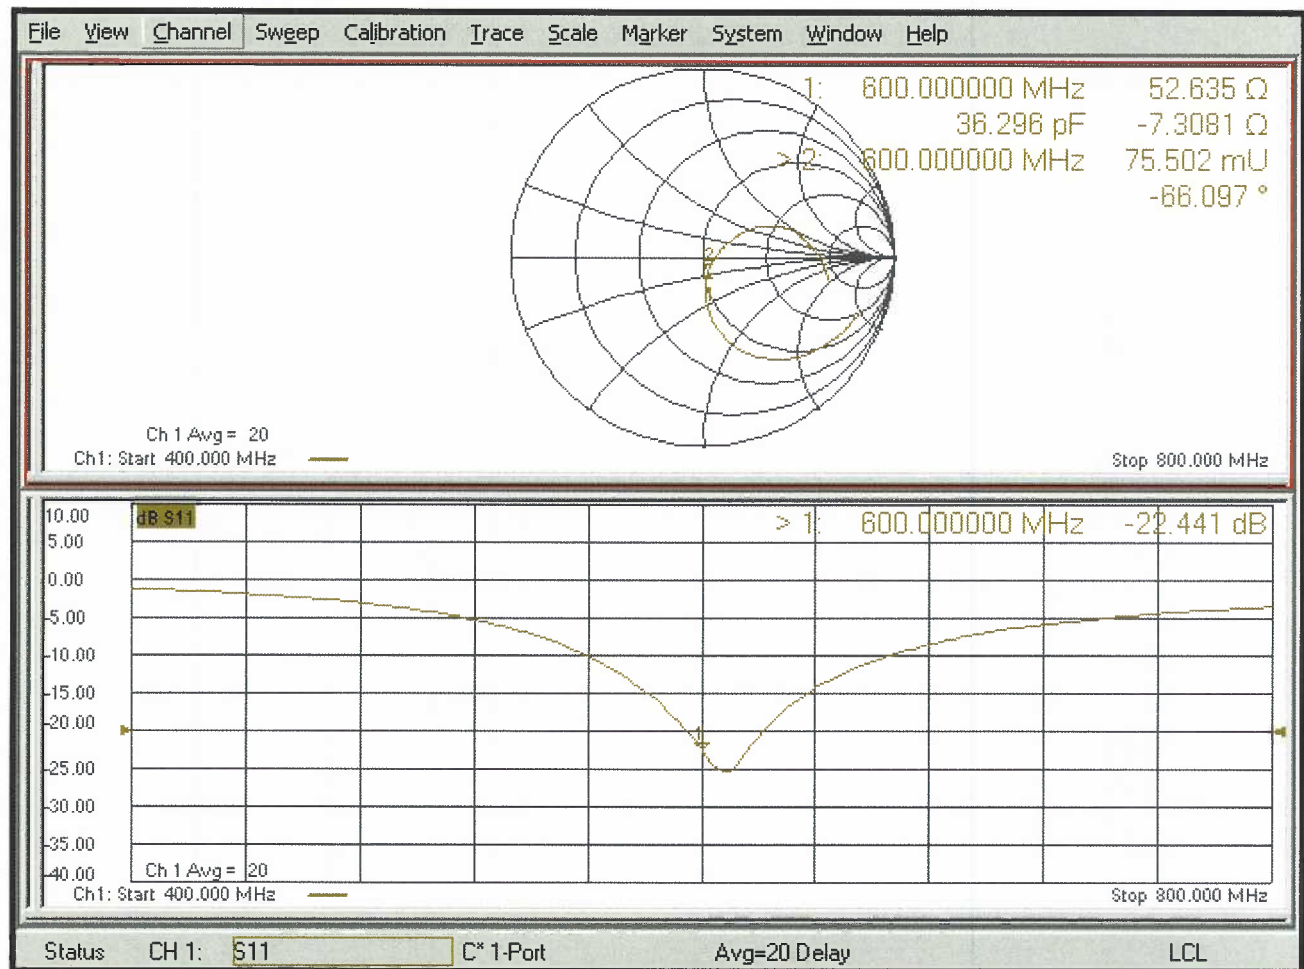 File View Channel Sweep Calibration Trace Scale Marker System Window Help
1: 600.000000 MHz 52.635 Ω
36.296 pF -7.3081 Ω
> 2: 600.000000 MHz 75.502 mU
-66.097 °
2
Ch 1 Avg = 20
Ch1: Start 400.000 MHz Stop 800.000 MHz
10.00 dB S11 > 1: 600.000000 MHz -22.441 dB
5.00
0.00
-5.00
-10.00
-15.00
-20.00
1
-25.00
-30.00
-35.00
-40.00 Ch 1 Avg = 20
Ch1: Start 400.000 MHz Stop 800.000 MHz
Status CH 1: S11 C* 1-Port Avg=20 Delay LCL